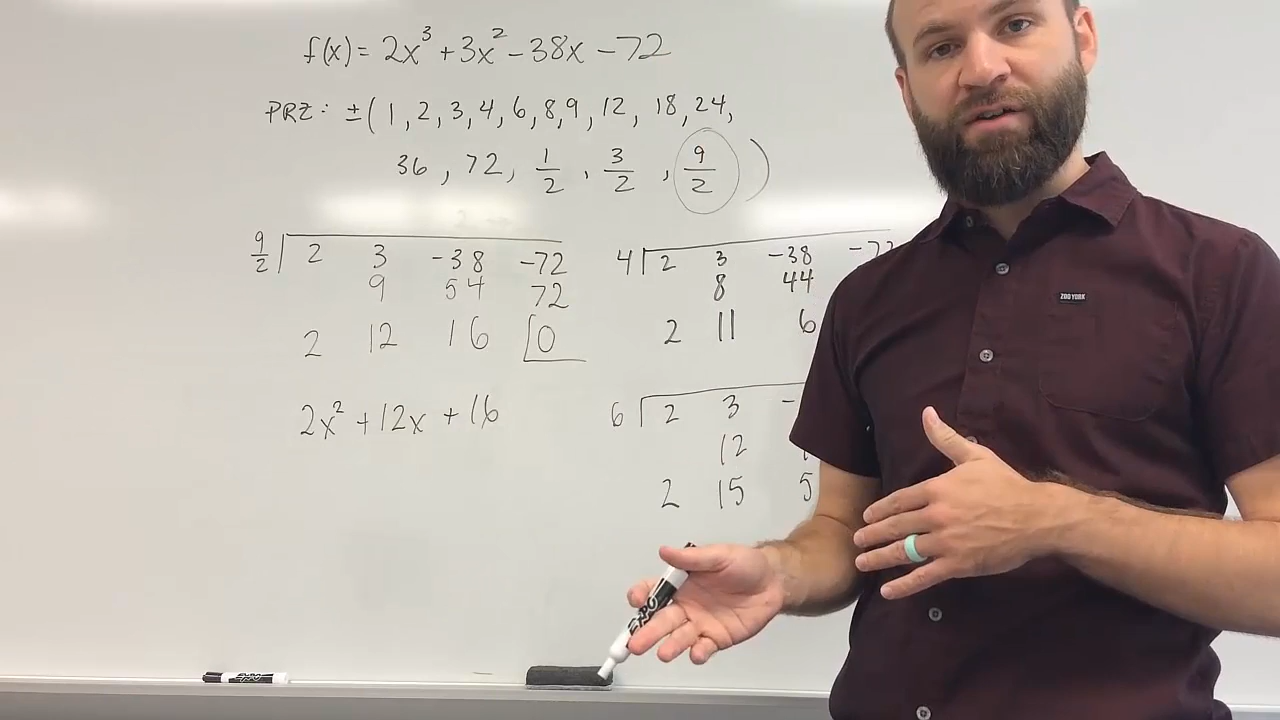 f(x) = 2x³ + 3x² - 38x - 72
PRZ: ±( 1, 2, 3, 4, 6, 8, 9, 12, 18, 24,
36, 72, 1/2, 3/2, 9/2 )
9/2 2 3 -38 -72
9 54 72
2 12 16 0
2x² + 12x + 16
4 2 3 -38 -72
8 44
2 11 6
6 2 3 -
12
2 15 5
ZOO YORK
EXPO
EXPO